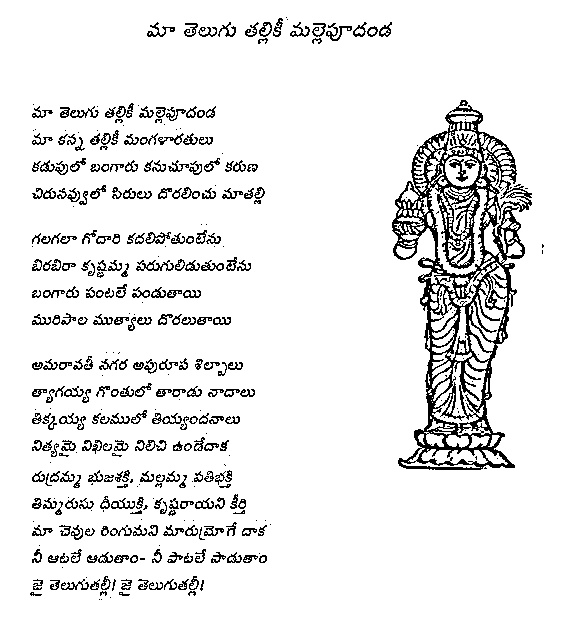 మా తెలుగు తల్లికీ మల్లెపూదండ
మా తెలుగు తల్లికీ మల్లెపూదండ
మా కన్న తల్లికీ మంగళారతులు
కడుపులో బంగారు కనుచూపులో కరుణ
చిరునవ్వులో సిరులు దొరలించు మాతల్లి
గలగలా గోదారి కదలిపోతుంటేను
బిరబిరా కృష్ణమ్మ పరుగులిడుతుంటేను
బంగారు పంటలే పండుతాయి
మురిపాల ముత్యాలు దొరలుతాయి
అమరావతీ నగర అపురూప శిల్పాలు
త్యాగయ్య గొంతులో తారాడు నాదాలు
తిక్కయ్య కలములో తియ్యందనాలు
నిత్యమై నిఖిలమై నిలిచి ఉండేదాక
రుద్రమ్మ భుజశక్తి, మల్లమ్మ పతిభక్తి
తిమ్మరుసు ధీయుక్తి, కృష్ణరాయని కీర్తి
మా చెవుల రింగుమని మారుమ్రోగే దాక
నీ ఆటలే ఆడుతాం- నీ పాటలే పాడుతాం
జై తెలుగుతల్లీ! జై తెలుగుతల్లీ!